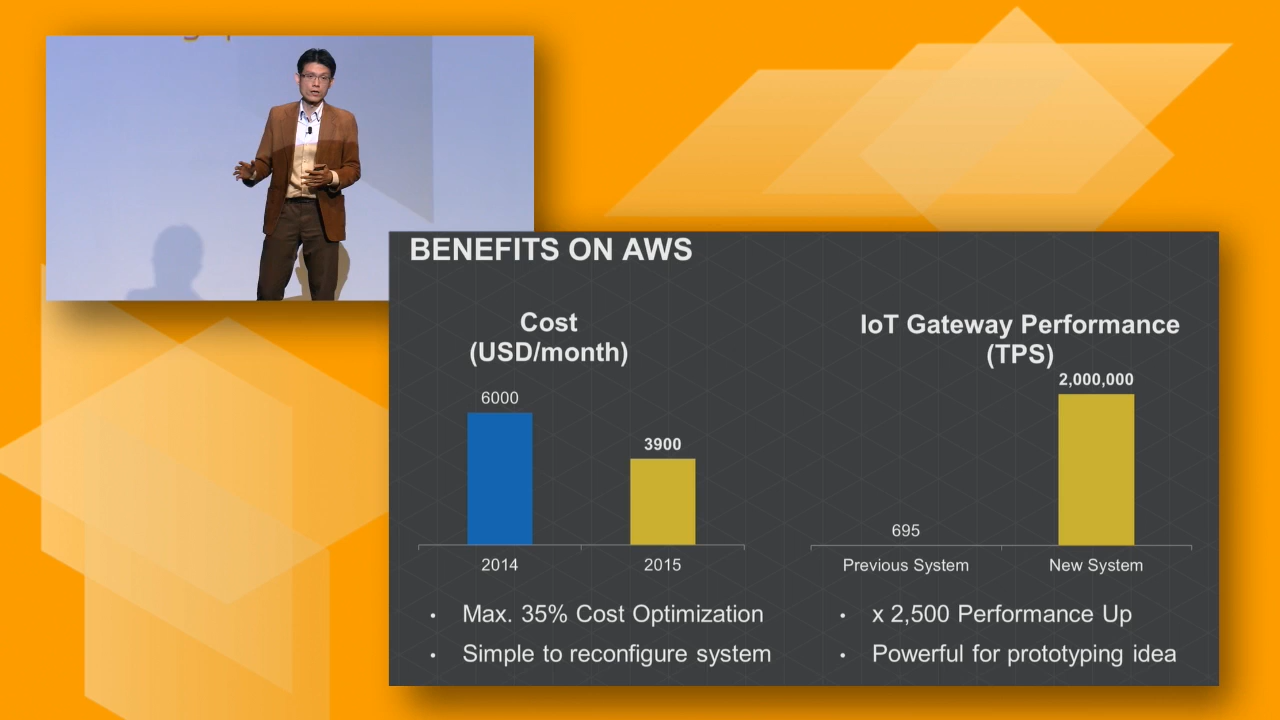 BENEFITS ON AWS
Cost
(USD/month)
6000
3900
2014
2015
• Max. 35% Cost Optimization
• Simple to reconfigure system
IoT Gateway Performance
(TPS)
2,000,000
695
Previous System
New System
• x 2,500 Performance Up
• Powerful for prototyping idea